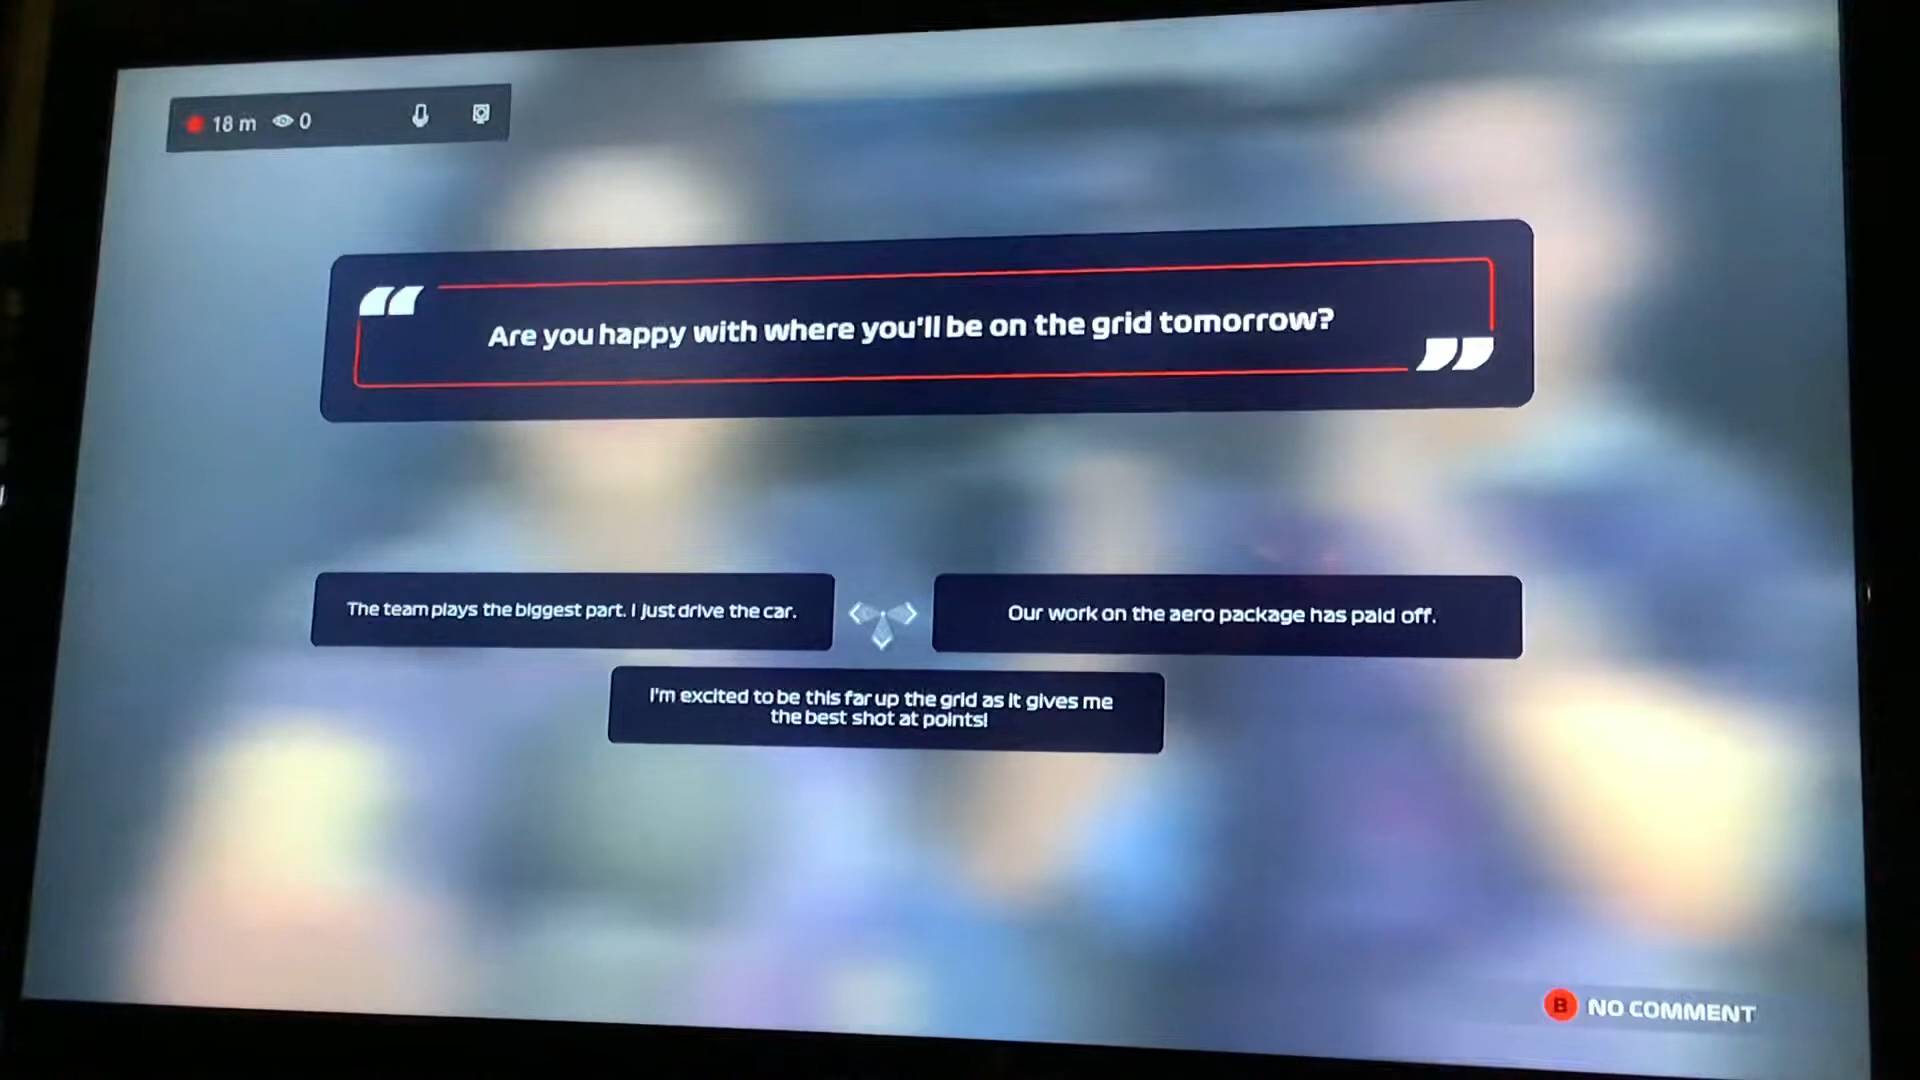 18 m 0
Are you happy with where you'll be on the grid tomorrow?
The team plays the biggest part. I just drive the car.
Our work on the aero package has paid off.
I'm excited to be this far up the grid as it gives me
the best shot at points!
B NO COMMENT